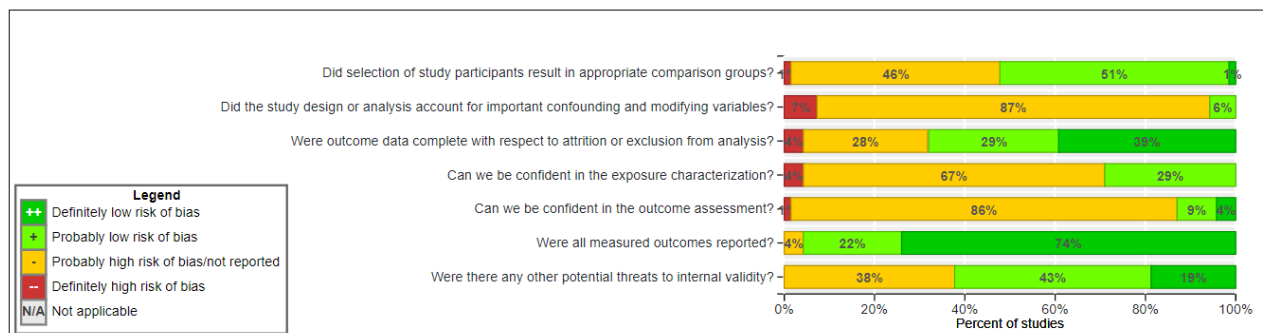 Did selection of study participants result in appropriate comparison groups? 1% 46% 51% 1%
Did the study design or analysis account for important confounding and modifying variables? 7% 87% 6%
Were outcome data complete with respect to attrition or exclusion from analysis? 4% 28% 29% 39%
Can we be confident in the exposure characterization? 4% 67% 29%
Can we be confident in the outcome assessment? 1% 86% 9% 4%
Were all measured outcomes reported? 4% 22% 74%
Were there any other potential threats to internal validity? 38% 43% 19%
0% 20% 40% 60% 80% 100%
Percent of studies
Legend
++ Definitely low risk of bias
+ Probably low risk of bias
- Probably high risk of bias/not reported
-- Definitely high risk of bias
N/A Not applicable